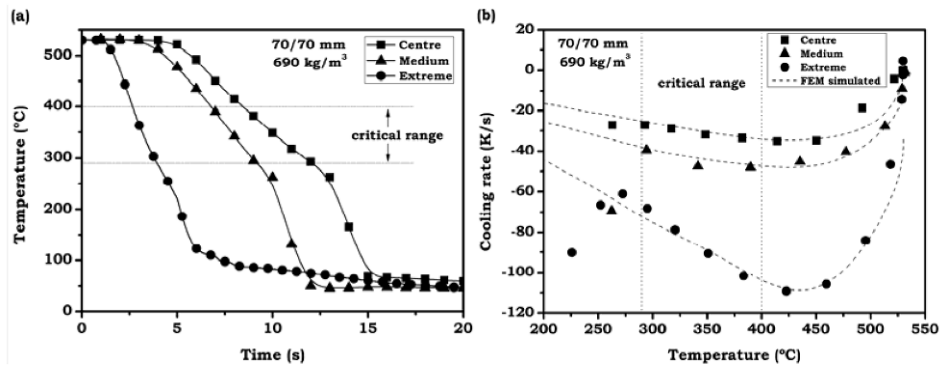 (a)
70/70 mm
690 kg/m³
Centre
Medium
Extreme
critical range
Temperature (°C)
500
400
300
200
100
0
0 5 10 15 20
Time (s)
(b)
70/70 mm
690 kg/m³
Centre
Medium
Extreme
FEM simulated
critical range
Cooling rate (K/s)
20
0
-20
-40
-60
-80
-100
-120
200 250 300 350 400 450 500 550
Temperature (ºC)